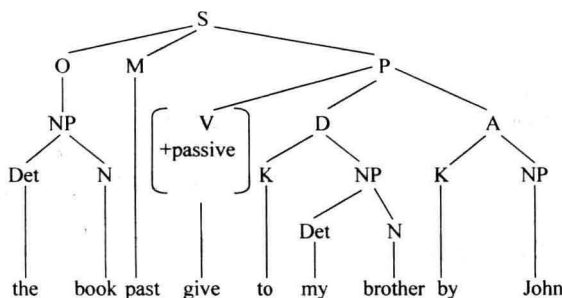 S
O M P
NP V D A
+passive
Det N K NP K NP
Det N
the book past give to my brother by John